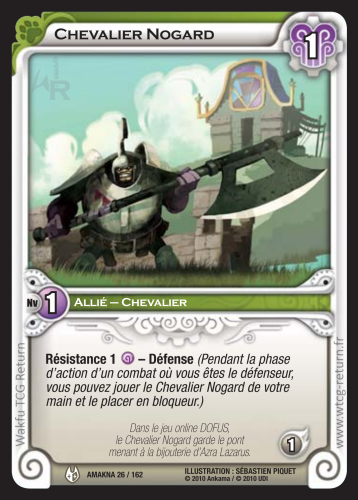 CHEVALIER NOGARD
1
WR
Nv 1 ALLIÉ – CHEVALIER
Résistance 1 – Défense (Pendant la phase
d'action d'un combat où vous êtes le défenseur,
vous pouvez jouer le Chevalier Nogard de votre
main et le placer en bloqueur.)
Dans le jeu online DOFUS,
le Chevalier Nogard garde le pont
menant à la bijouterie d'Azra Lazarus.
1
AMAKNA 26 / 162
ILLUSTRATION : SÉBASTIEN PIQUET
© 2010 Ankama / © 2010 UDI
Wakfu TCG Return
www.wtcg-return.fr